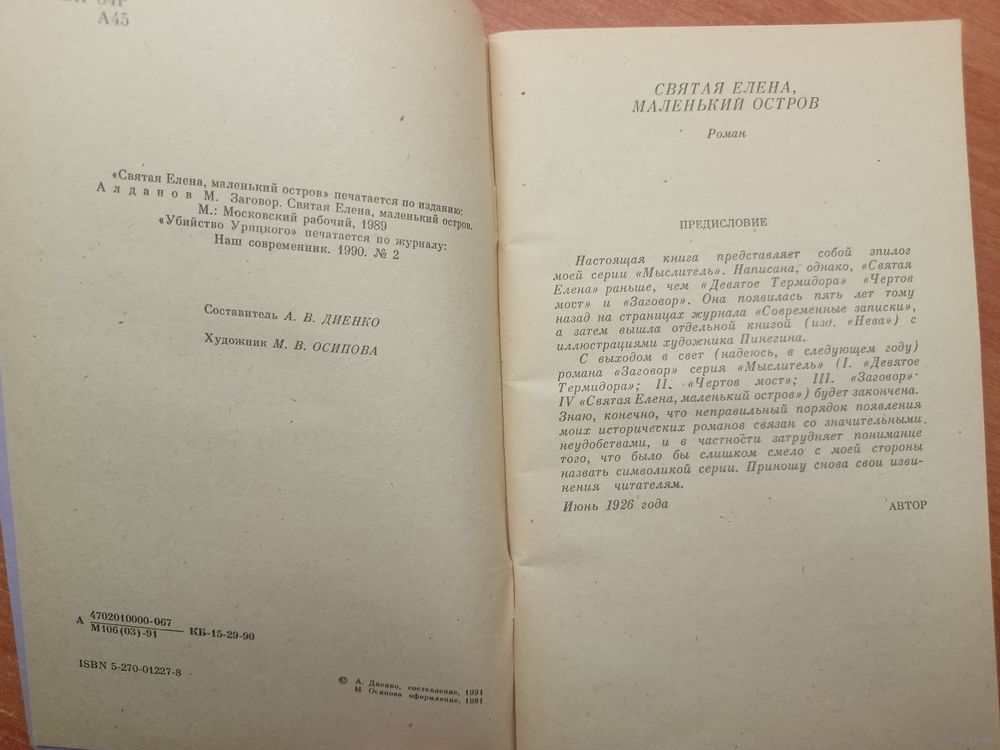 84Р
А45
«Святая Елена, маленький остров» печатается по изданию:
Алданов М. Заговор. Святая Елена, маленький остров.
М.: Московский рабочий, 1989
«Убийство Урицкого» печатается по журналу:
Наш современник. 1990. № 2
Составитель А. В. ДИЕНКО
Художник М. В. ОСИПОВА
А 4702010000-067
М106(03)-91 КБ-15-29-90
ISBN 5-270-01227-8
© А. Диенко, составление, 1991
М Осипова оформление, 1991
СВЯТАЯ ЕЛЕНА,
МАЛЕНЬКИЙ ОСТРОВ
Роман
ПРЕДИСЛОВИЕ
Настоящая книга представляет собой эпилог
моей серии «Мыслитель». Написана, однако, «Святая
Елена» раньше, чем «Девятое Термидора» «Чертов
мост» и «Заговор». Она появилась пять лет тому
назад на страницах журнала «Современные записки»,
а затем вышла отдельной книгой (изд. «Нева») с
иллюстрациями художника Пинегина.
С выходом в свет (надеюсь, в следующем году)
романа «Заговор» серия «Мыслитель» (I. «Девятое
Термидора»; II. «Чертов мост»; III. «Заговор»·
IV «Святая Елена, маленький остров») будет закончена.
Знаю, конечно, что неправильный порядок появления
моих исторических романов связан со значительными
неудобствами, и в частности затрудняет понимание
того, что было бы слишком смело с моей стороны
назвать символикой серии. Приношу снова свои изви-
нения читателям.
Июнь 1926 года АВТОР